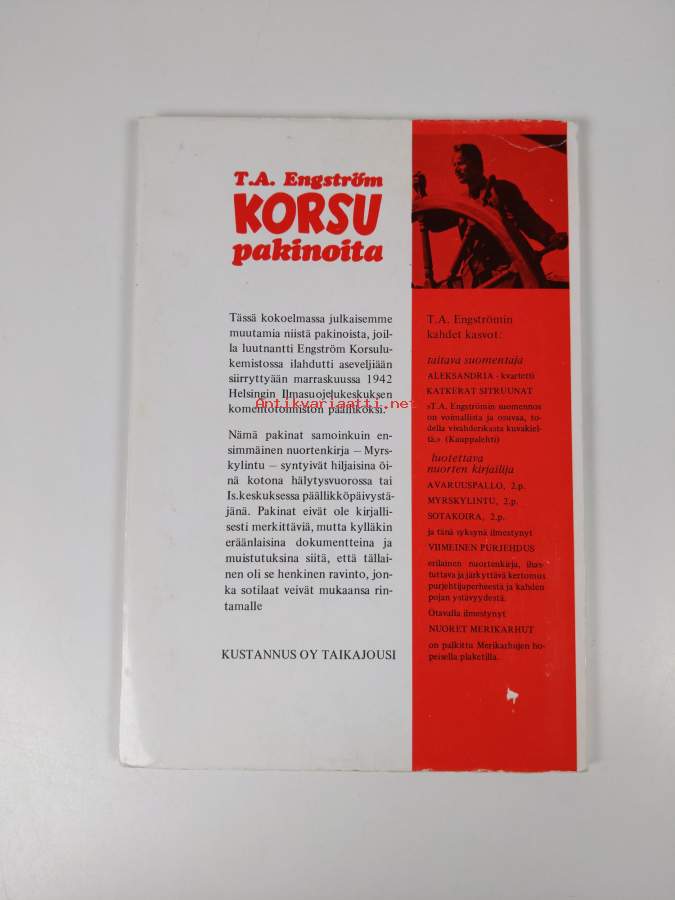 T.A. Engström
KORSU
pakinoita
Tässä kokoelmassa julkaisemme
muutamia niistä pakinoista, joil-
la luutnantti Engström Korsulu-
kemistossa ilahdutti aseveljiään
siirryttyään marraskuussa 1942
Helsingin Ilmasuojelukeskuksen
komentotoimiston päälliköksi.
Antikvariaatti.net
Nämä pakinat samoinkuin en-
simmäinen nuortenkirja — Myrs-
kylintu — syntyivät hiljaisina öi-
nä kotona hälytysvuorossa tai
Is.keskuksessa päällikköpäivystä-
jänä. Pakinat eivät ole kirjalli-
sesti merkittäviä, mutta kylläkin
eräänlaisina dokumentteina ja
muistutuksina siitä, että tällai-
nen oli se henkinen ravinto, jon-
ka sotilaat veivät mukaansa rin-
tamalle
KUSTANNUS OY TAIKAJOUSI
T.A. Engströmin
kahdet kasvot:
taitava suomentaja
ALEKSANDRIA - kvartetti
KATKERAT SITRUUNAT
»T.A. Engströmin suomennos
on voimallista ja osuvaa, to-
della vivahderikasta kuvakiel-
tä.» (Kauppalehti)
luotettava
nuorten kirjailija
AVARUUSPALLO, 2.p.
MYRSKYLINTU, 2.p.
SOTAKOIRA, 2.p.
ja tänä syksynä ilmestynyt
VIIMEINEN PURJEHDUS
erilainen nuortenkirja, ihas-
tuttava ja järkyttävä kertomus
purjehtijaperheestä ja kahden
pojan ystävyydestä.
Otavalla ilmestynyt
NUORET MERIKARHUT
on palkittu Merikarhujen ho-
peisella plaketilla.